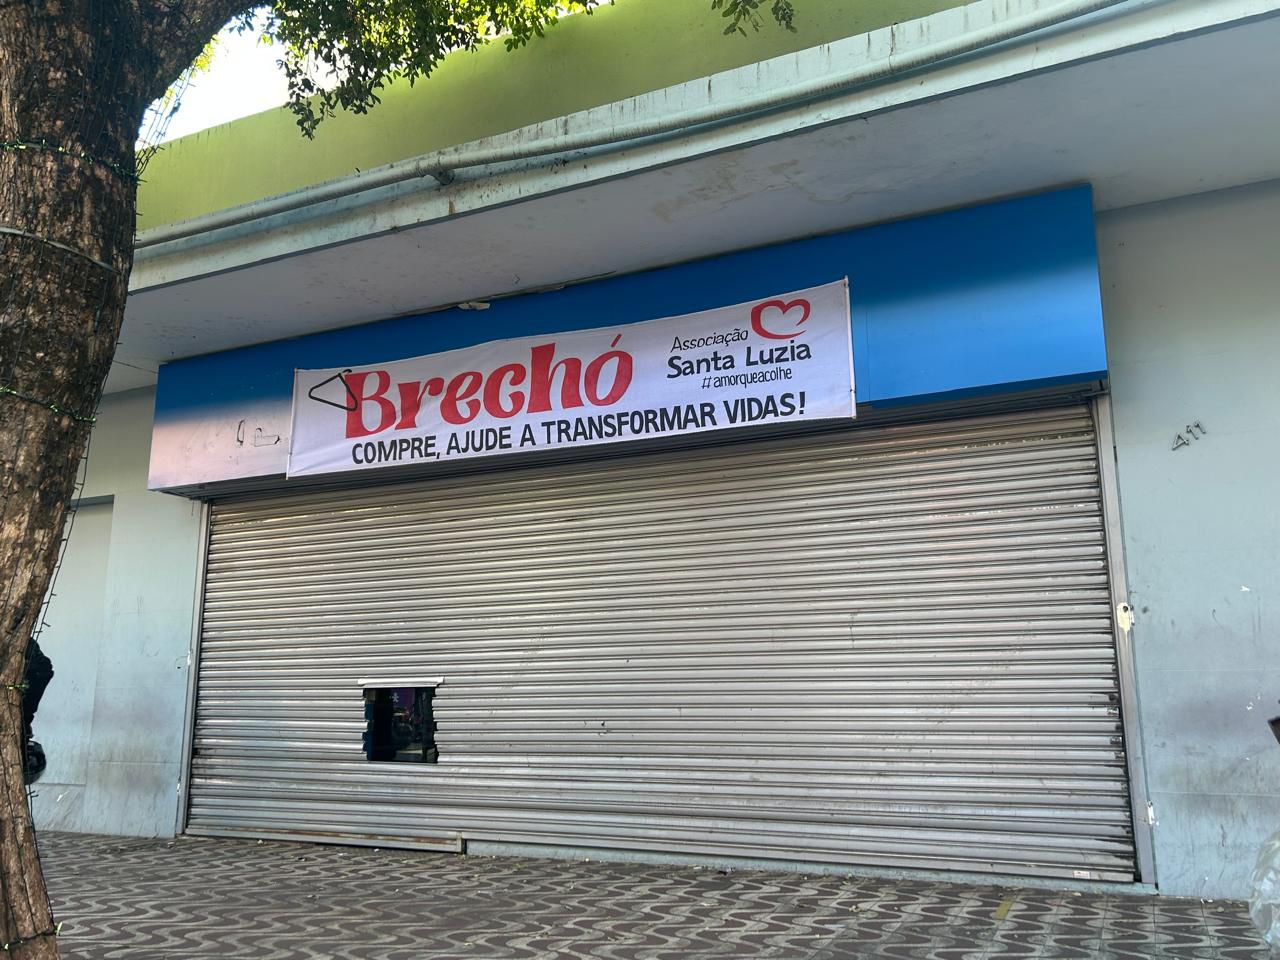 Brechó
COMPRE, AJUDE A TRANSFORMAR VIDAS!
Associação
Santa Luzia
#amorqueacolhe
411